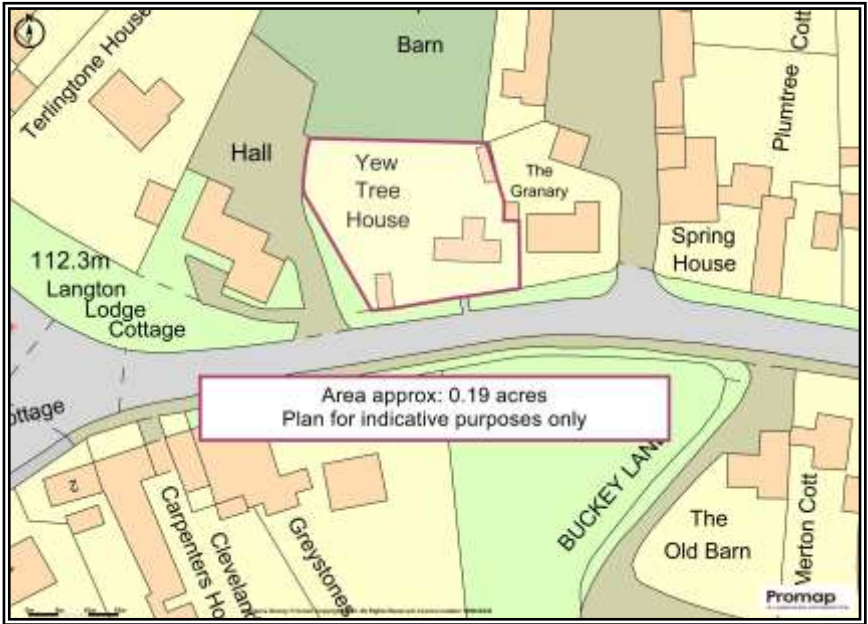 N
Terlingtone House
Barn
Cott
Plumtree
Hall
Yew
Tree
House
The
Granary
Spring
House
112.3m
Langton
Lodge
Cottage
ottage
Area approx: 0.19 acres
Plan for indicative purposes only
2
Carpenters Ho
Cleveland
Greystones
BUCKEY LANE
The
Old Barn
Merton Cott
Promap